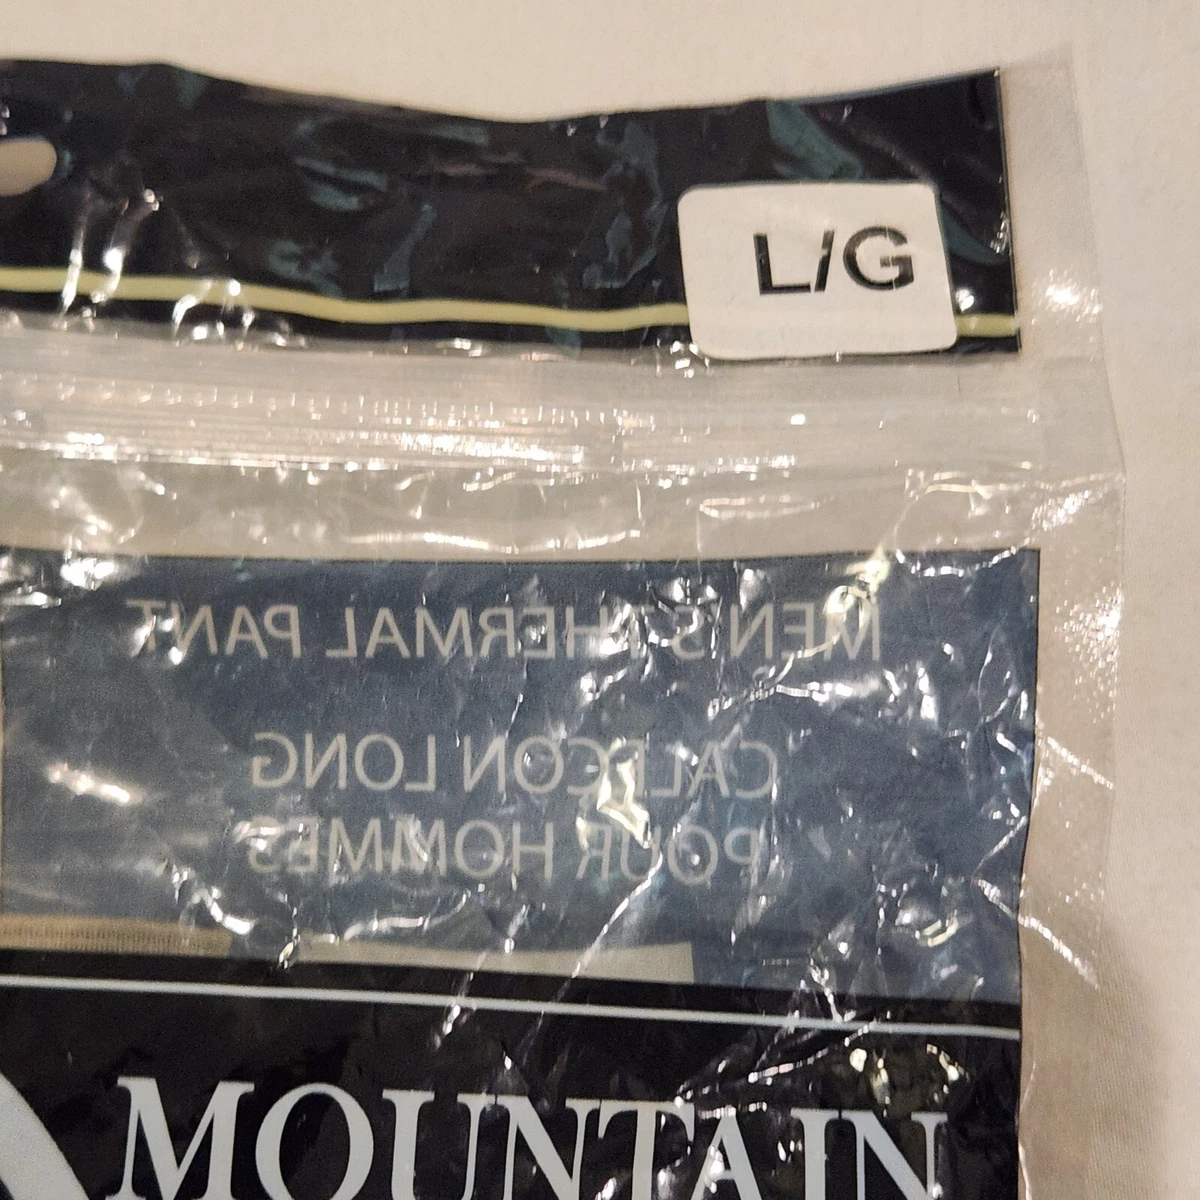 L/G
MEN'S THERMAL PANT
CALEÇON LONG
POUR HOMMES
MOUNTAIN